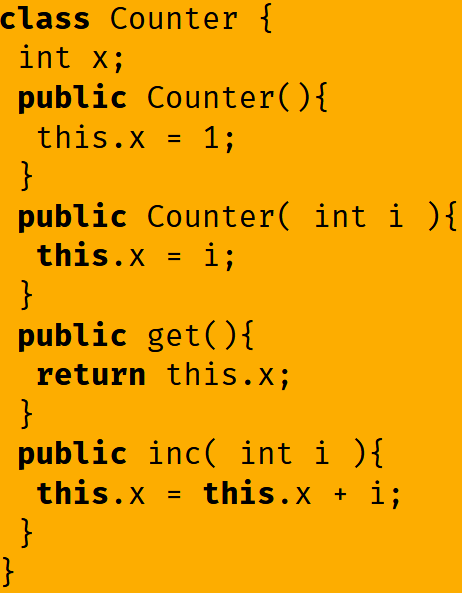 class Counter {
 int x;
 public Counter(){
  this.x = 1;
 }
 public Counter( int i ){
  this.x = i;
 }
 public get(){
  return this.x;
 }
 public inc( int i ){
  this.x = this.x + i;
 }
}